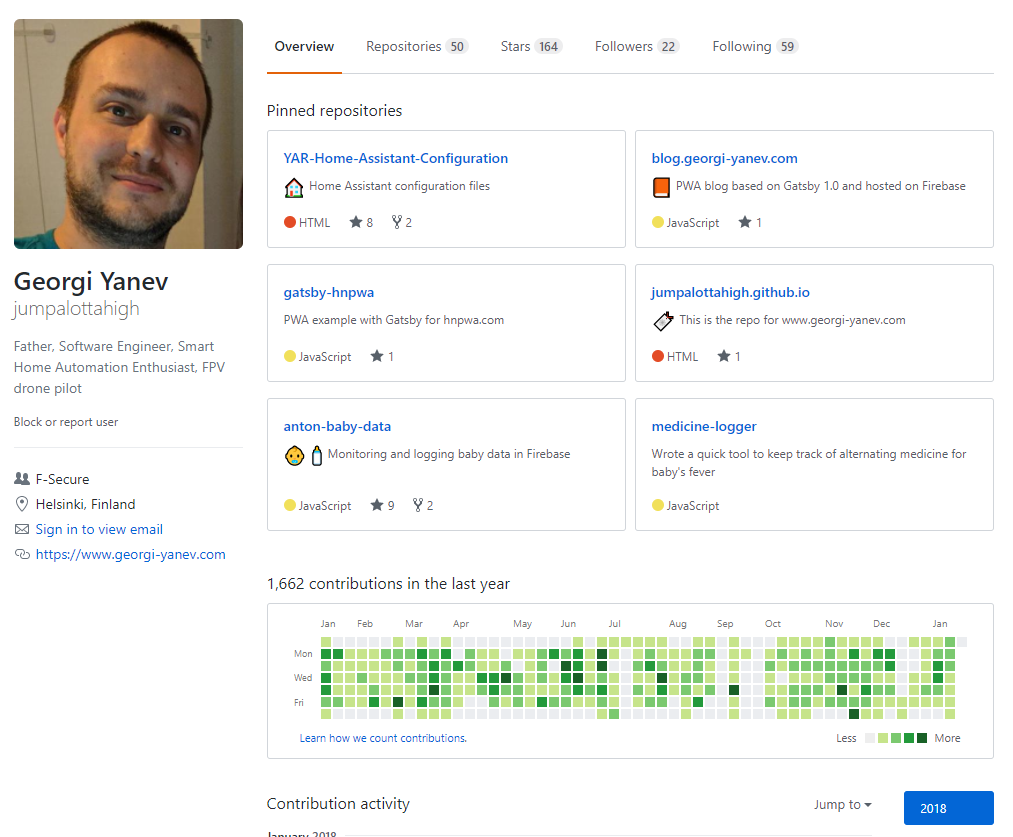 Overview Repositories 50 Stars 164 Followers 22 Following 59
Georgi Yanev
jumpalottahigh
Father, Software Engineer, Smart
Home Automation Enthusiast, FPV
drone pilot
Block or report user
F-Secure
Helsinki, Finland
Sign in to view email
https://www.georgi-yanev.com
Pinned repositories
YAR-Home-Assistant-Configuration
Home Assistant configuration files
HTML 8 2
blog.georgi-yanev.com
PWA blog based on Gatsby 1.0 and hosted on Firebase
JavaScript 1
gatsby-hnpwa
PWA example with Gatsby for hnpwa.com
JavaScript 1
jumpalottahigh.github.io
This is the repo for www.georgi-yanev.com
HTML 1
anton-baby-data
Monitoring and logging baby data in Firebase
JavaScript 9 2
medicine-logger
Wrote a quick tool to keep track of alternating medicine for
baby's fever
JavaScript
1,662 contributions in the last year
Jan Feb Mar Apr May Jun Jul Aug Sep Oct Nov Dec Jan
Mon
Wed
Fri
Learn how we count contributions.
Less More
Contribution activity
Jump to
2018
January 2018